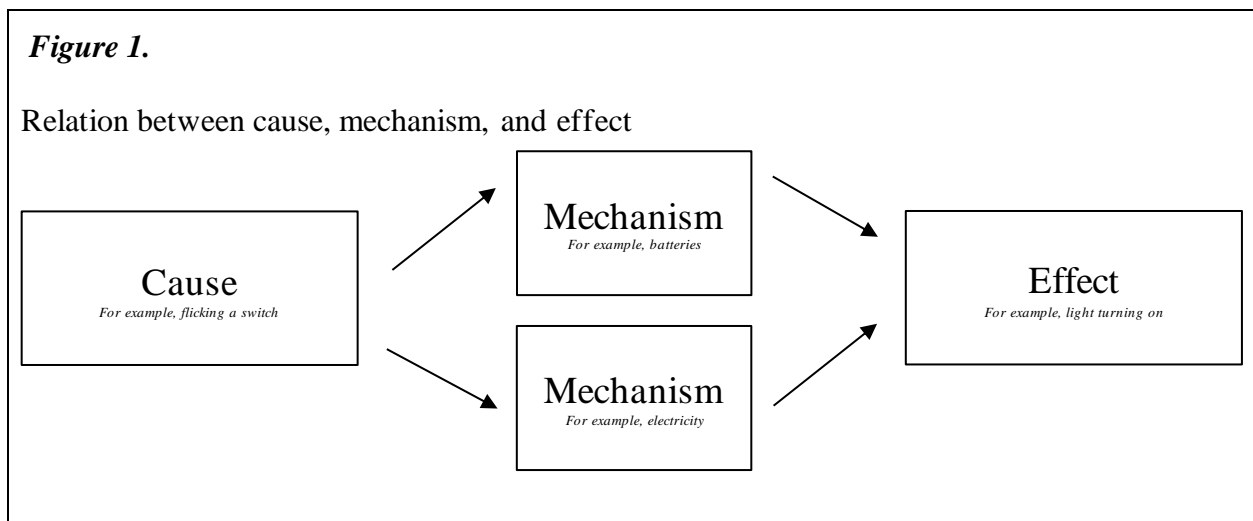 Figure 1.
Relation between cause, mechanism, and effect
Cause
For example, flicking a switch
Mechanism
For example, batteries
Mechanism
For example, electricity
Effect
For example, light turning on